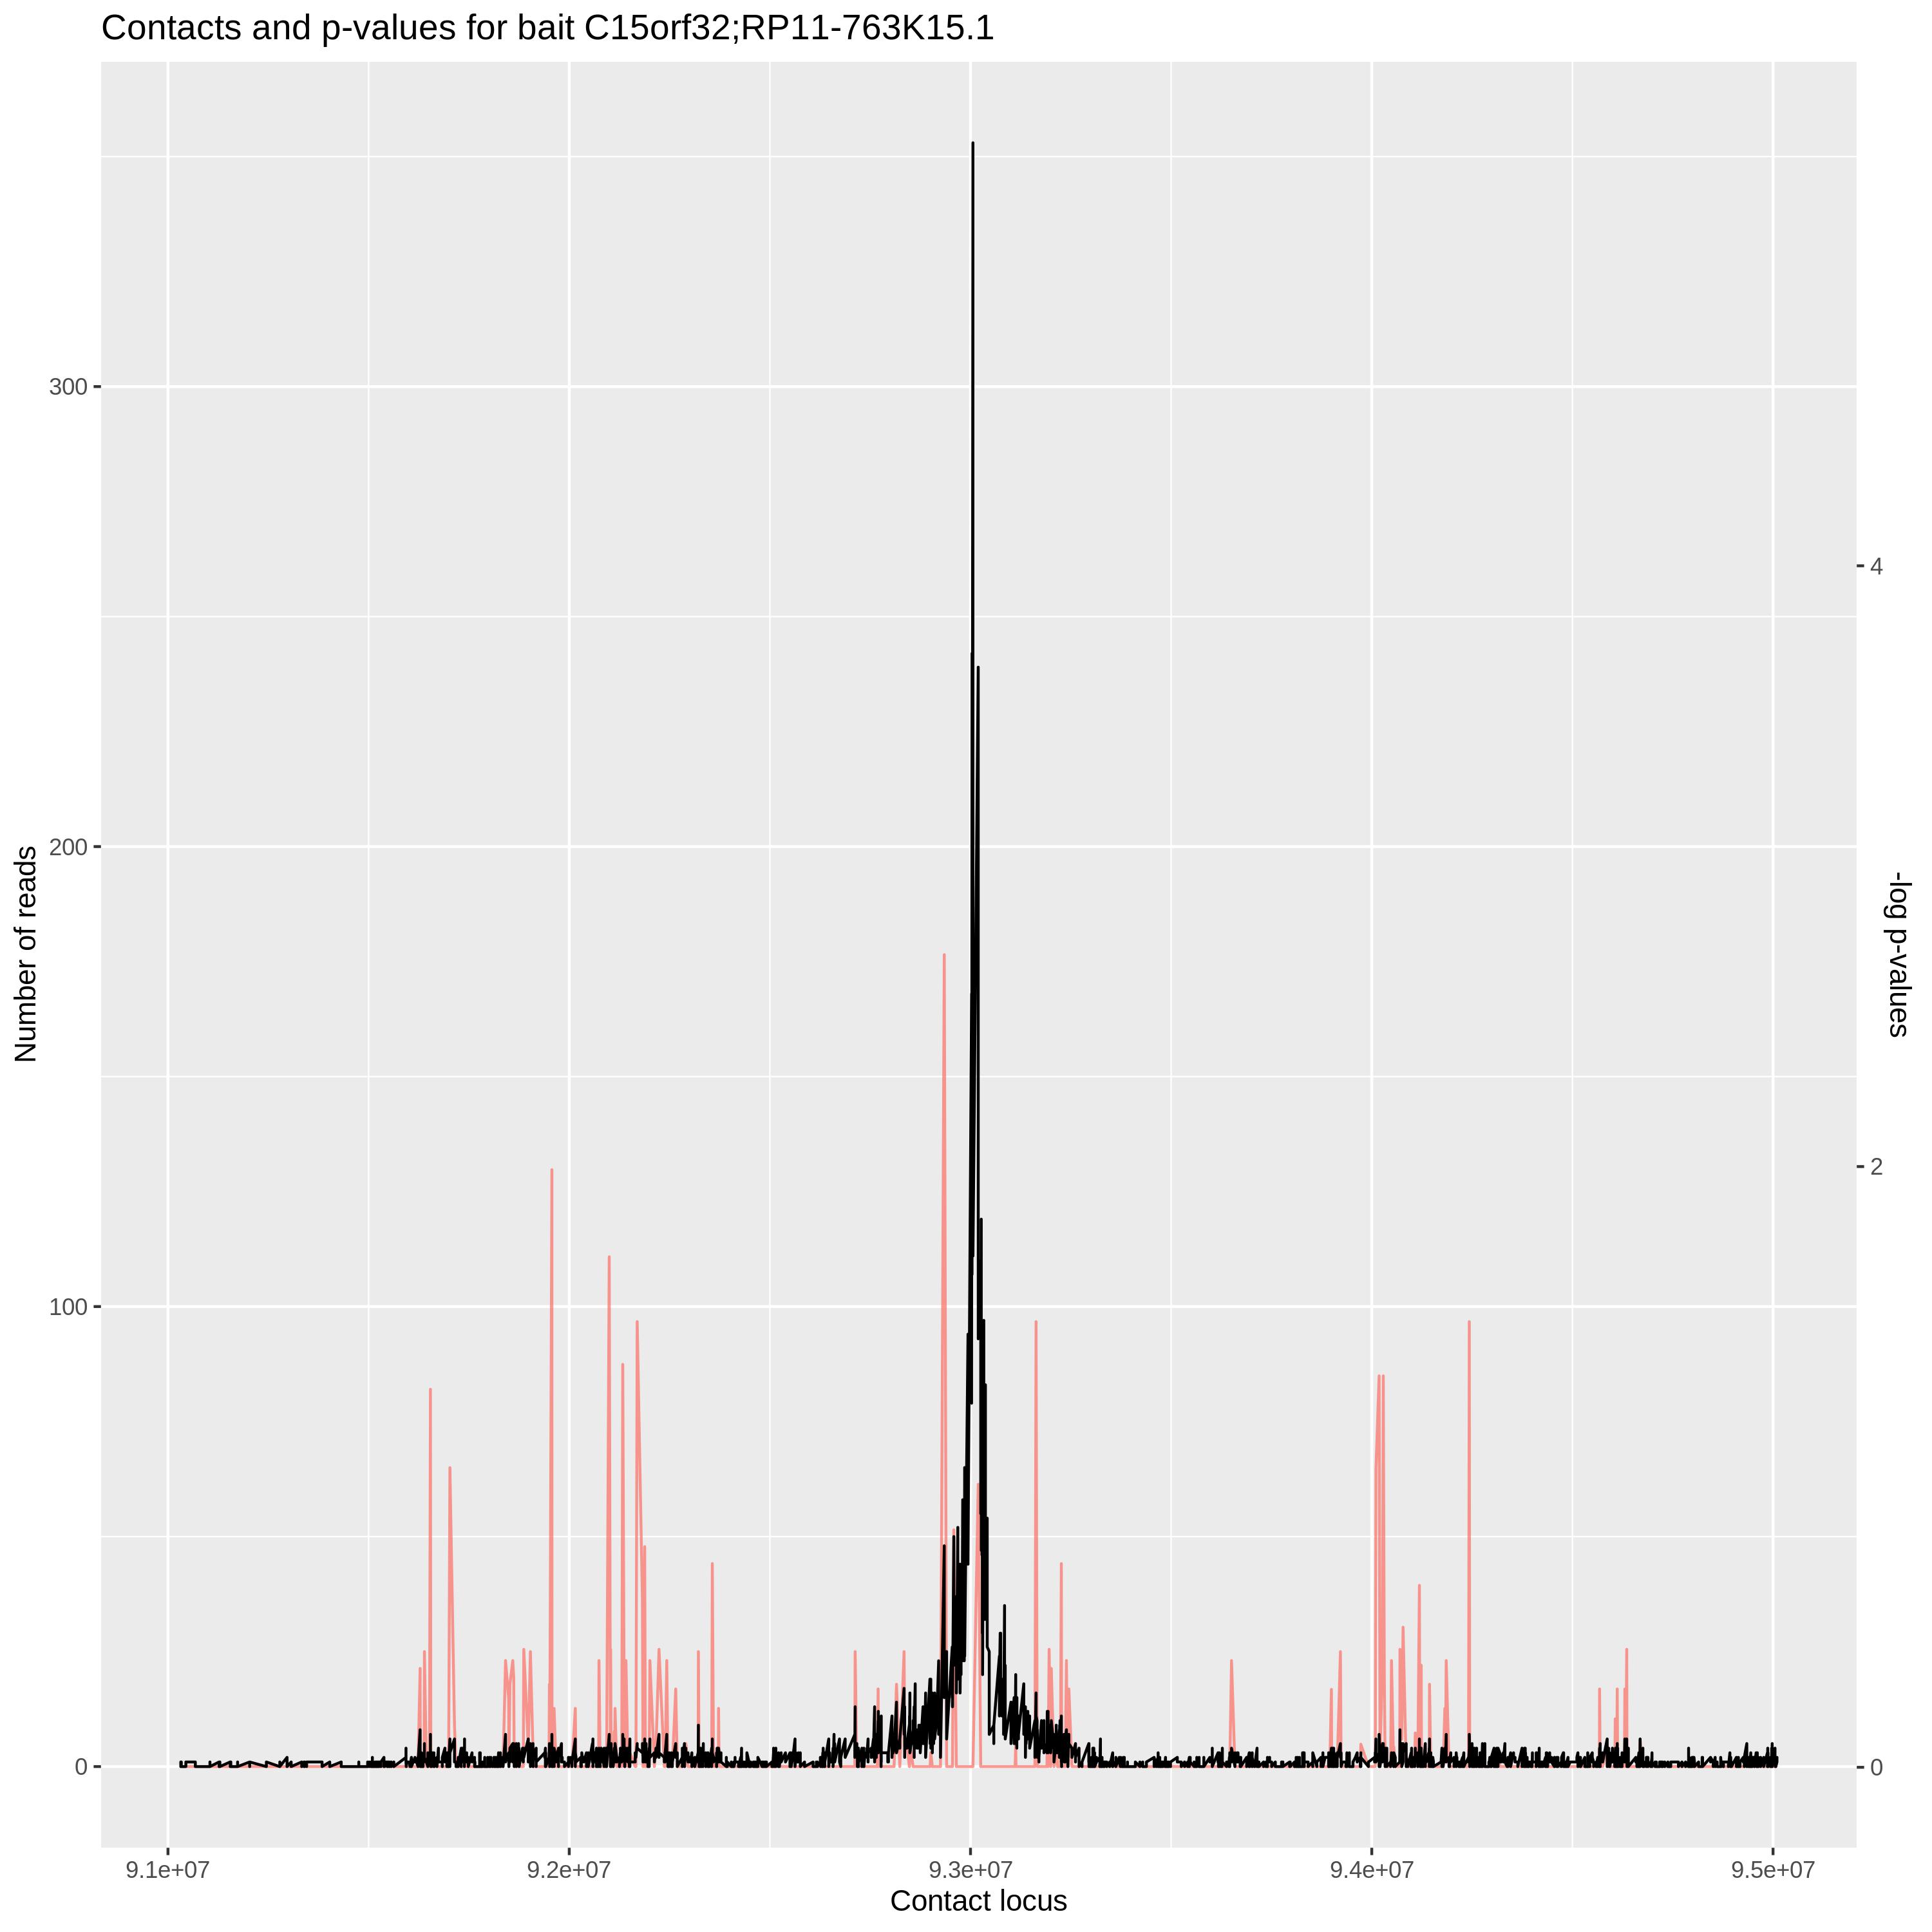 Contacts and p-values for bait C15orf32;RP11-763K15.1
Number of reads
300
200
100
0
4
2
0
-log p-values
9.1e+07 9.2e+07 9.3e+07 9.4e+07 9.5e+07
Contact locus